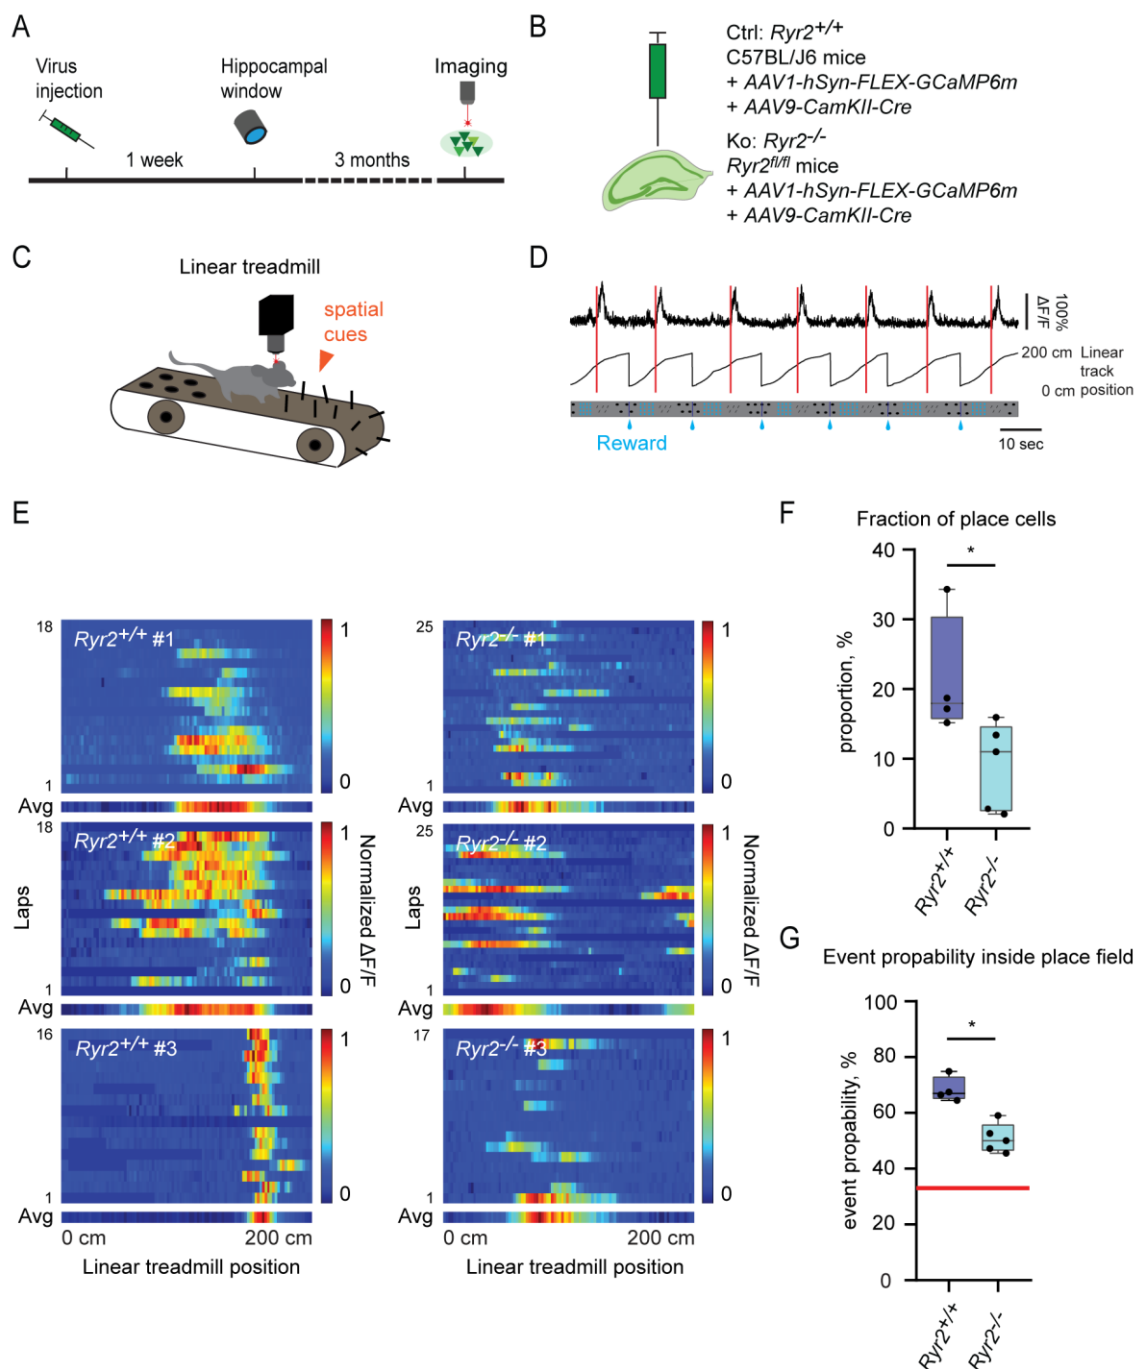 A
Virus
injection
Hippocampal
window
Imaging
1 week
3 months
B
Ctrl: Ryr2+/+
C57BL/J6 mice
+ AAV1-hSyn-FLEX-GCaMP6m
+ AAV9-CamKII-Cre
Ko: Ryr2-/-
Ryr2fl/fl mice
+ AAV1-hSyn-FLEX-GCaMP6m
+ AAV9-CamKII-Cre
C
Linear treadmill
spatial
cues
D
100%
ΔF/F
200 cm
0 cm
Linear
track
position
Reward
10 sec
E
18
Ryr2+/+ #1
1
Avg
1
0
25
Ryr2-/- #1
1
1
0
18
Ryr2+/+ #2
Laps
1
Avg
1
0
Normalized ΔF/F
25
Ryr2-/- #2
1
Avg
1
0
Normalized ΔF/F
16
Ryr2+/+ #3
1
Avg
1
0
17
Ryr2-/- #3
1
Avg
1
0
0 cm
200 cm
Linear treadmill position
0 cm
200 cm
Linear treadmill position
F
Fraction of place cells
proportion, %
40
30
20
10
0
*
Ryr2+/+
Ryr2-/-
G
Event propability inside place field
event propability, %
100
80
60
40
20
0
*
Ryr2+/+
Ryr2-/-